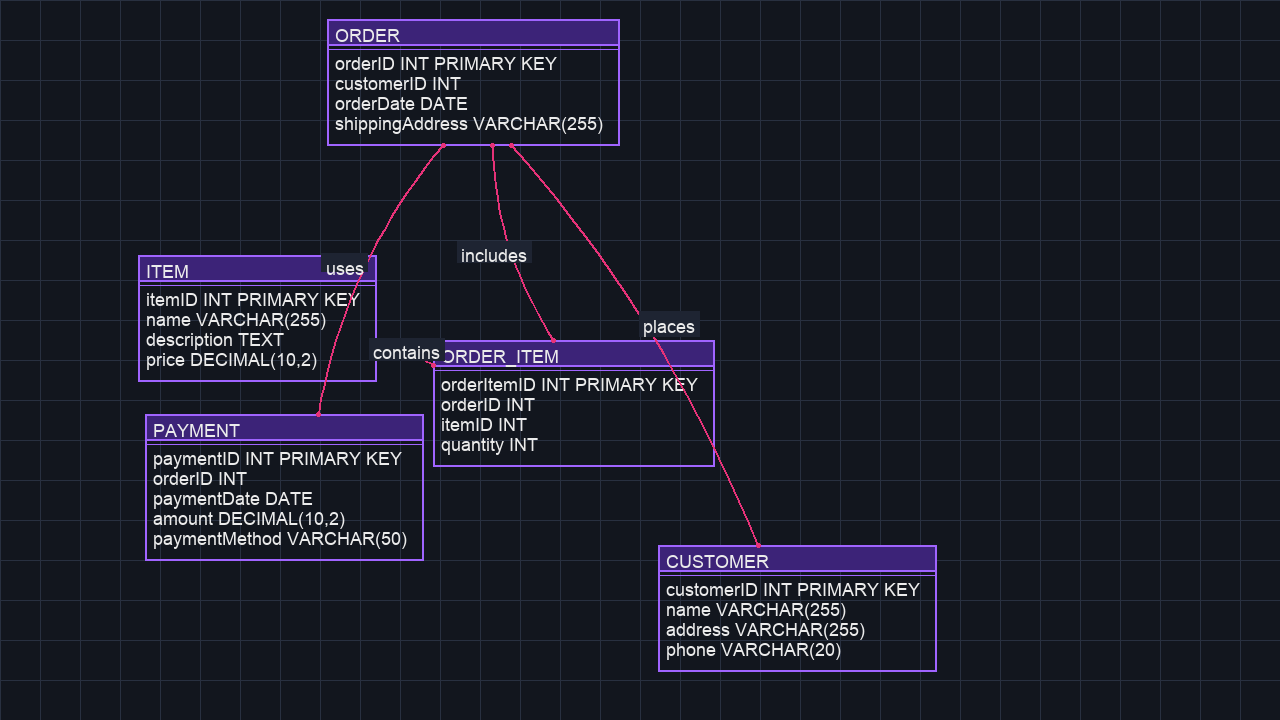 ORDER
orderID INT PRIMARY KEY
customerID INT
orderDate DATE
shippingAddress VARCHAR(255)
includes
uses
ITEM
itemID INT PRIMARY KEY
name VARCHAR(255)
description TEXT
price DECIMAL(10,2)
places
contains
ORDER_ITEM
orderItemID INT PRIMARY KEY
orderID INT
itemID INT
quantity INT
PAYMENT
paymentID INT PRIMARY KEY
orderID INT
paymentDate DATE
amount DECIMAL(10,2)
paymentMethod VARCHAR(50)
CUSTOMER
customerID INT PRIMARY KEY
name VARCHAR(255)
address VARCHAR(255)
phone VARCHAR(20)